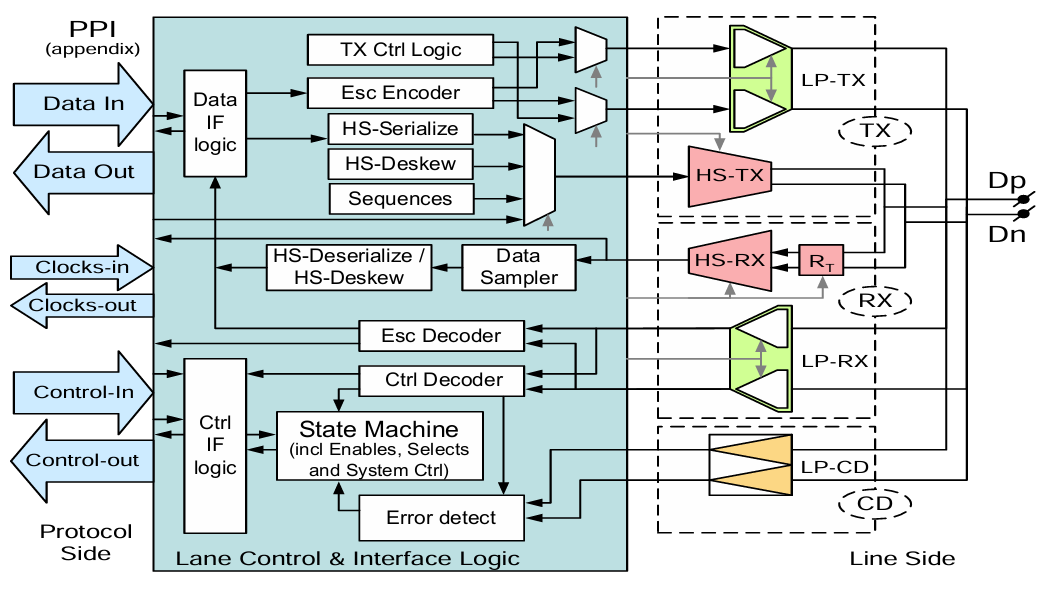 PPI
(appendix)
Data In
Data Out
Clocks-in
Clocks-out
Control-In
Control-out
Protocol
Side
Data
IF
logic
TX Ctrl Logic
Esc Encoder
HS-Serialize
HS-Deskew
Sequences
HS-Deserialize /
HS-Deskew
Data
Sampler
Esc Decoder
Ctrl Decoder
Ctrl
IF
logic
State Machine
(incl Enables, Selects
and System Ctrl)
Error detect
Lane Control & Interface Logic
LP-TX
TX
HS-TX
HS-RX
RT
RX
LP-RX
LP-CD
CD
Dp
Dn
Line Side